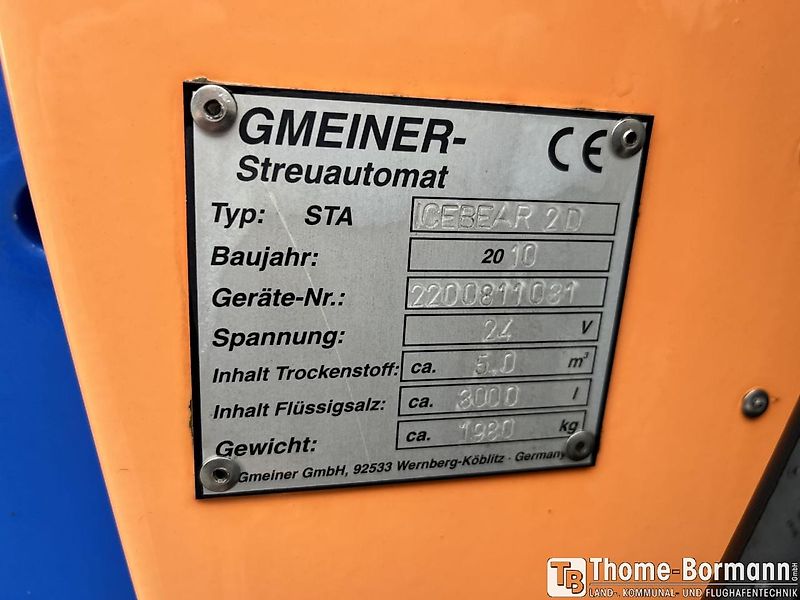 GMEINER-
Streuautomat
CE
Typ: STA ICEBEAR 2D
Baujahr: 2010
Geräte-Nr.: 2200811031
Spannung: 24 V
Inhalt Trockenstoff: ca. 5,0 m³
Inhalt Flüssigsalz: ca. 3000 l
Gewicht: ca. 1980 kg
Gmeiner GmbH, 92533 Wernberg-Köblitz · Germany
TB Thome-Bormann GmbH
LAND-, KOMMUNAL- UND FLUGHAFENTECHNIK